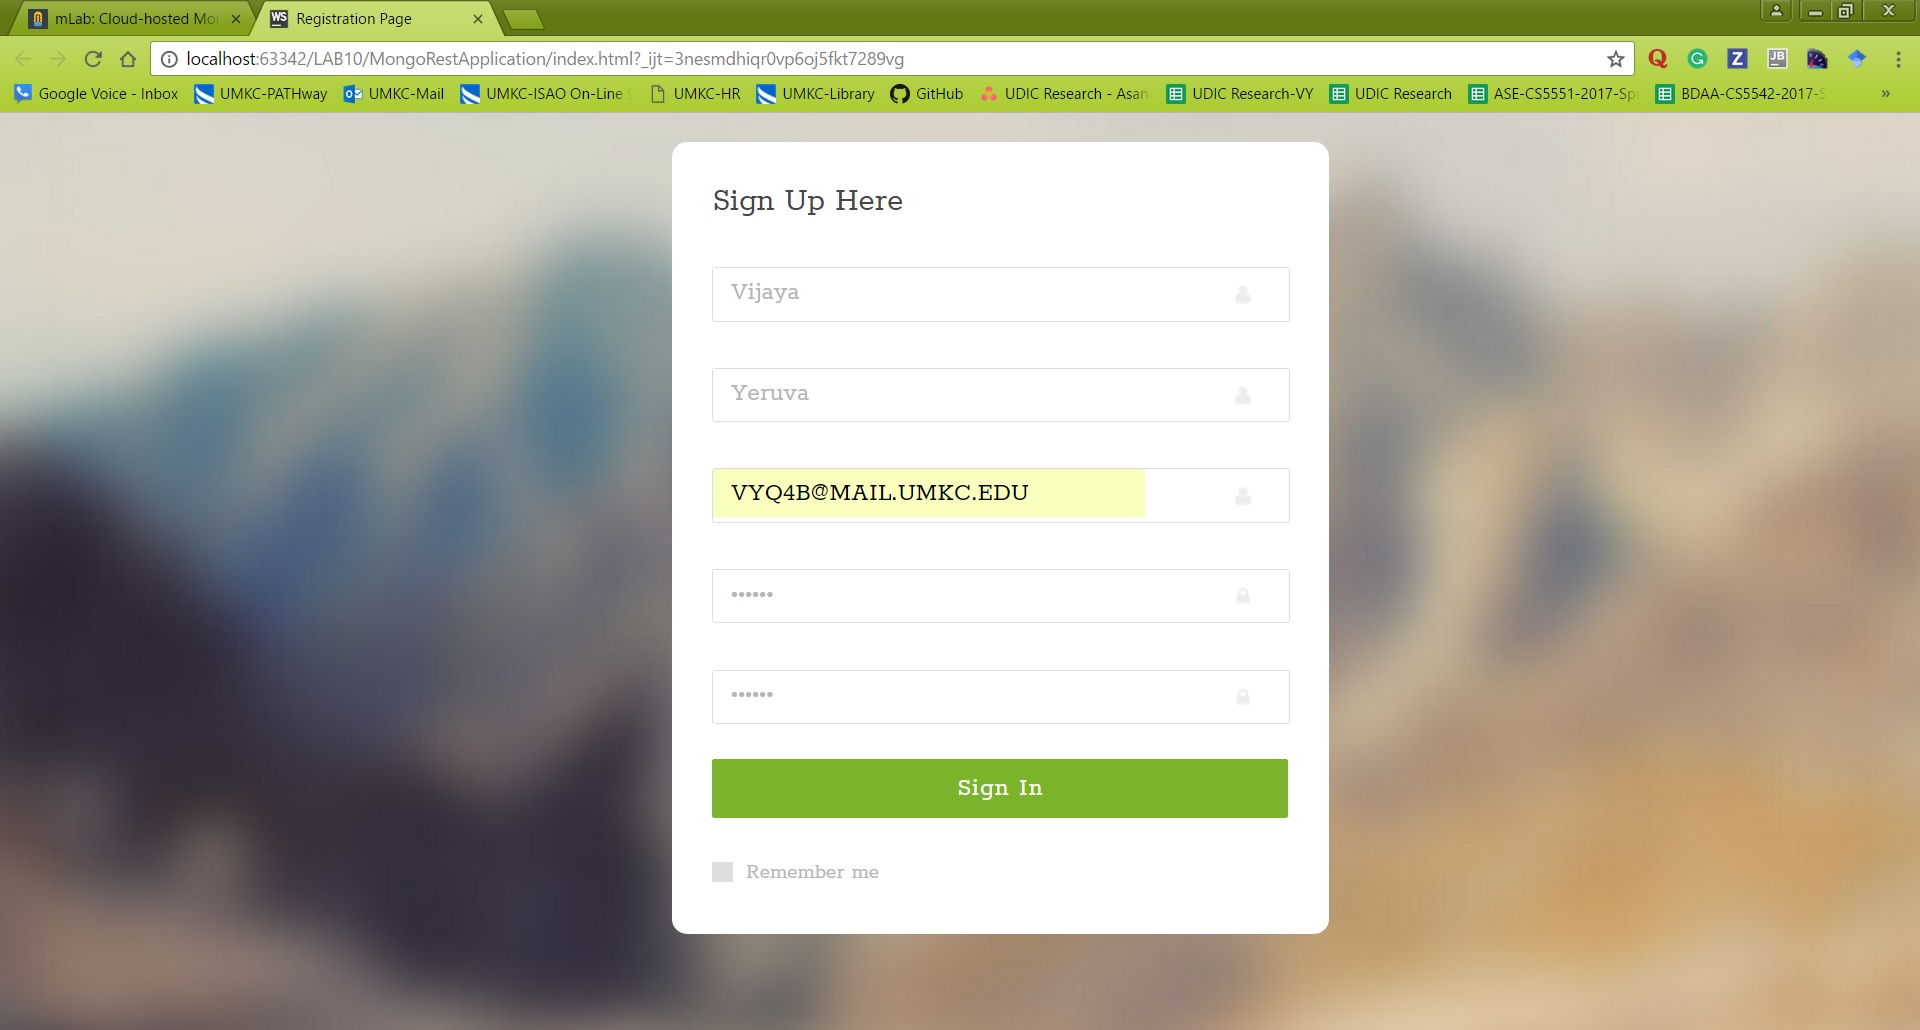 mLab: Cloud-hosted Mo
WS Registration Page
localhost:63342/LAB10/MongoRestApplication/index.html?_ijt=3nesmdhiqr0vp6oj5fkt7289vg
Q G Z JB
Google Voice - Inbox UMKC-PATHway UMKC-Mail UMKC-ISAO On-Line UMKC-HR UMKC-Library GitHub UDIC Research - Asan UDIC Research-VY UDIC Research ASE-CS5551-2017-Sp BDAA-CS5542-2017-S »
Sign Up Here
Vijaya
Yeruva
VYQ4B@MAIL.UMKC.EDU
••••••
••••••
Sign In
Remember me